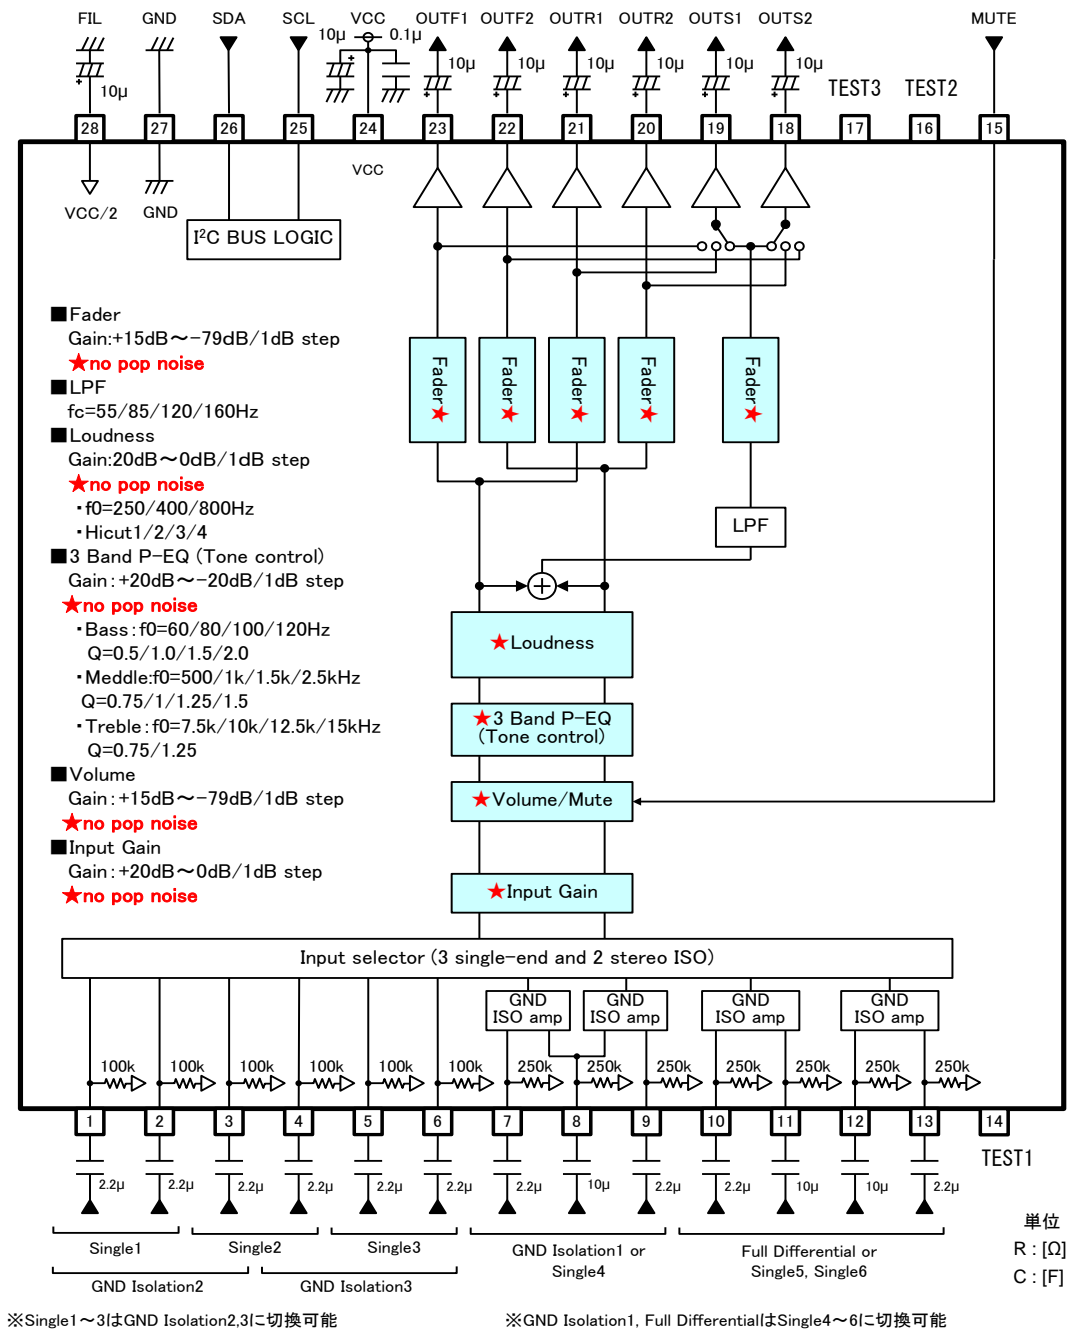 FIL GND SDA SCL VCC OUTF1 OUTF2 OUTR1 OUTR2 OUTS1 OUTS2 MUTE
10μ 0.1μ
10μ 10μ 10μ 10μ 10μ 10μ 10μ
TEST3 TEST2
28 27 26 25 24 23 22 21 20 19 18 17 16 15
VCC
VCC/2 GND
I²C BUS LOGIC
■Fader
Gain:+15dB～-79dB/1dB step
★no pop noise
■LPF
fc=55/85/120/160Hz
■Loudness
Gain:20dB～0dB/1dB step
★no pop noise
・f0=250/400/800Hz
・Hicut1/2/3/4
■3 Band P-EQ (Tone control)
Gain:+20dB～-20dB/1dB step
★no pop noise
・Bass:f0=60/80/100/120Hz
Q=0.5/1.0/1.5/2.0
・Meddle:f0=500/1k/1.5k/2.5kHz
Q=0.75/1/1.25/1.5
・Treble:f0=7.5k/10k/12.5k/15kHz
Q=0.75/1.25
■Volume
Gain:+15dB～-79dB/1dB step
★no pop noise
■Input Gain
Gain:+20dB～0dB/1dB step
★no pop noise
Fader★ Fader★ Fader★ Fader★ Fader★
LPF
★Loudness
★3 Band P-EQ
(Tone control)
★Volume/Mute
★Input Gain
Input selector (3 single-end and 2 stereo ISO)
GND
ISO amp
GND
ISO amp
GND
ISO amp
GND
ISO amp
100k 100k 100k 100k 100k 100k 250k 250k 250k 250k 250k 250k 250k
1 2 3 4 5 6 7 8 9 10 11 12 13 14
TEST1
2.2μ 2.2μ 2.2μ 2.2μ 2.2μ 2.2μ 2.2μ 10μ 2.2μ 2.2μ 10μ 10μ 2.2μ
Single1 Single2 Single3
GND Isolation2 GND Isolation3
GND Isolation1 or
Single4
Full Differential or
Single5, Single6
単位
R : [Ω]
C : [F]
※Single1～3はGND Isolation2,3に切換可能
※GND Isolation1, Full DifferentialはSingle4～6に切換可能